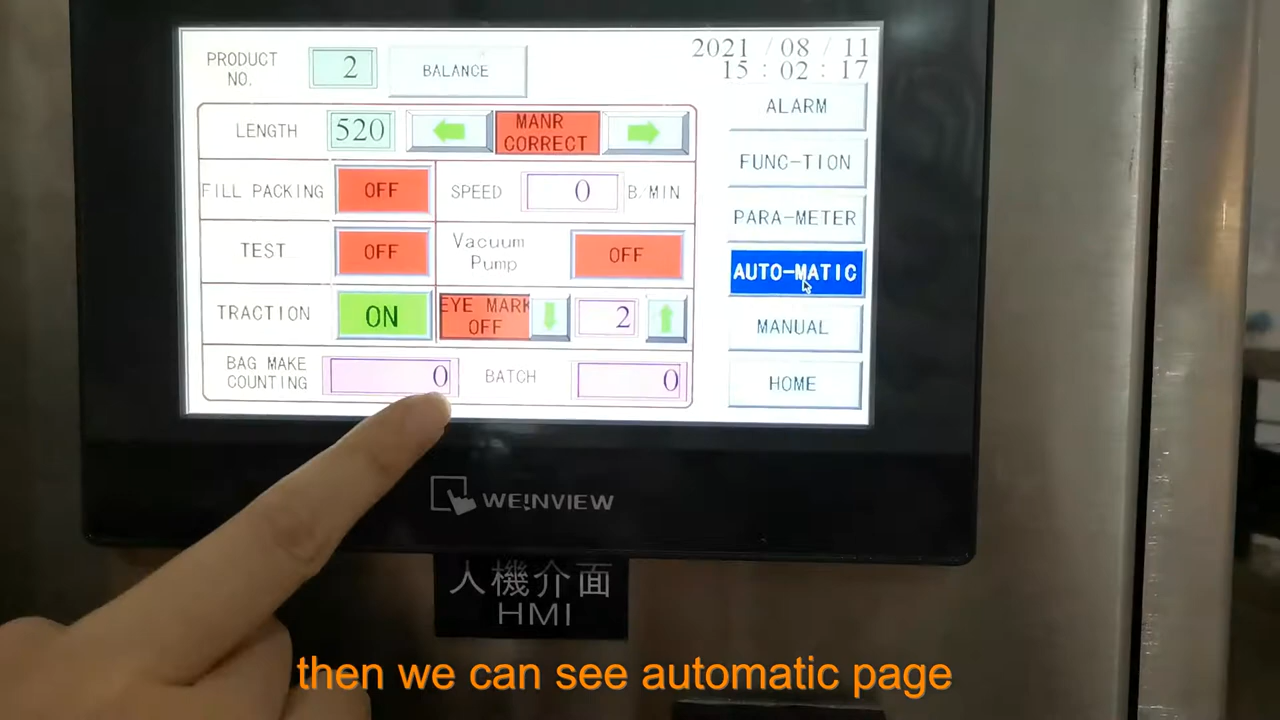 PRODUCT
NO.
2
BALANCE
2021 / 08 / 11
15 : 02 : 17
LENGTH
520
MANR
CORRECT
ALARM
FILL PACKING
OFF
SPEED
0
B/MIN
FUNC-TION
PARA-METER
TEST
OFF
Vacuum
Pump
OFF
AUTO-MATIC
TRACTION
ON
EYE MARK
OFF
2
MANUAL
BAG MAKE
COUNTING
0
BATCH
0
HOME
WE!NVIEW
人機介面
HMI
then we can see automatic page